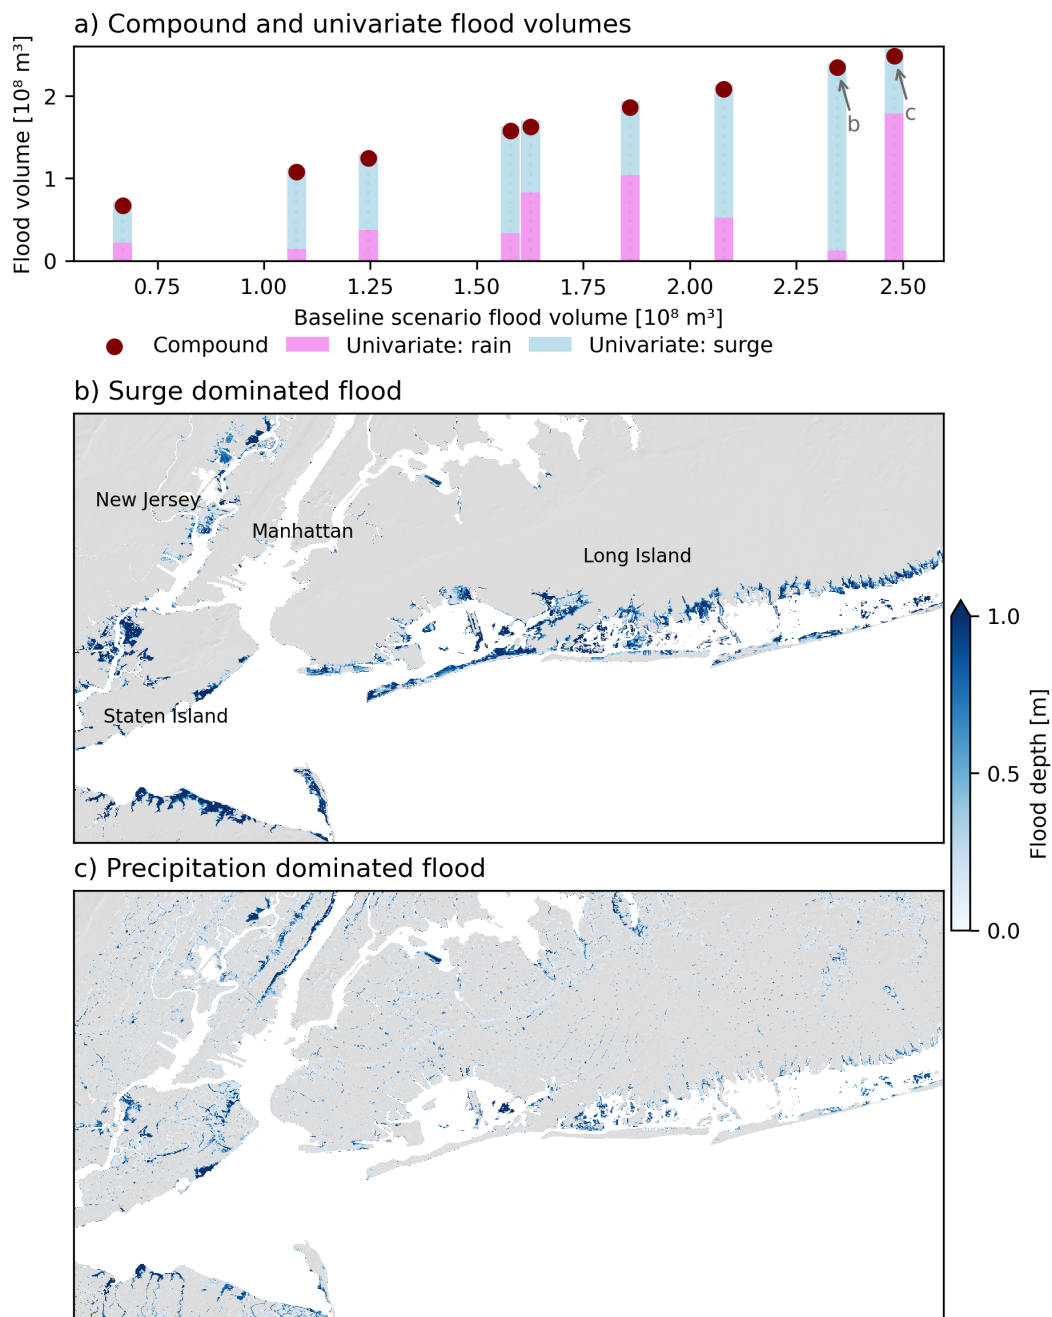 a) Compound and univariate flood volumes
Flood volume [10⁸ m³]
2
1
0
b
c
0.75 1.00 1.25 1.50 1.75 2.00 2.25 2.50
Baseline scenario flood volume [10⁸ m³]
Compound Univariate: rain Univariate: surge
b) Surge dominated flood
New Jersey
Manhattan
Long Island
Staten Island
1.0
0.5
0.0
Flood depth [m]
c) Precipitation dominated flood